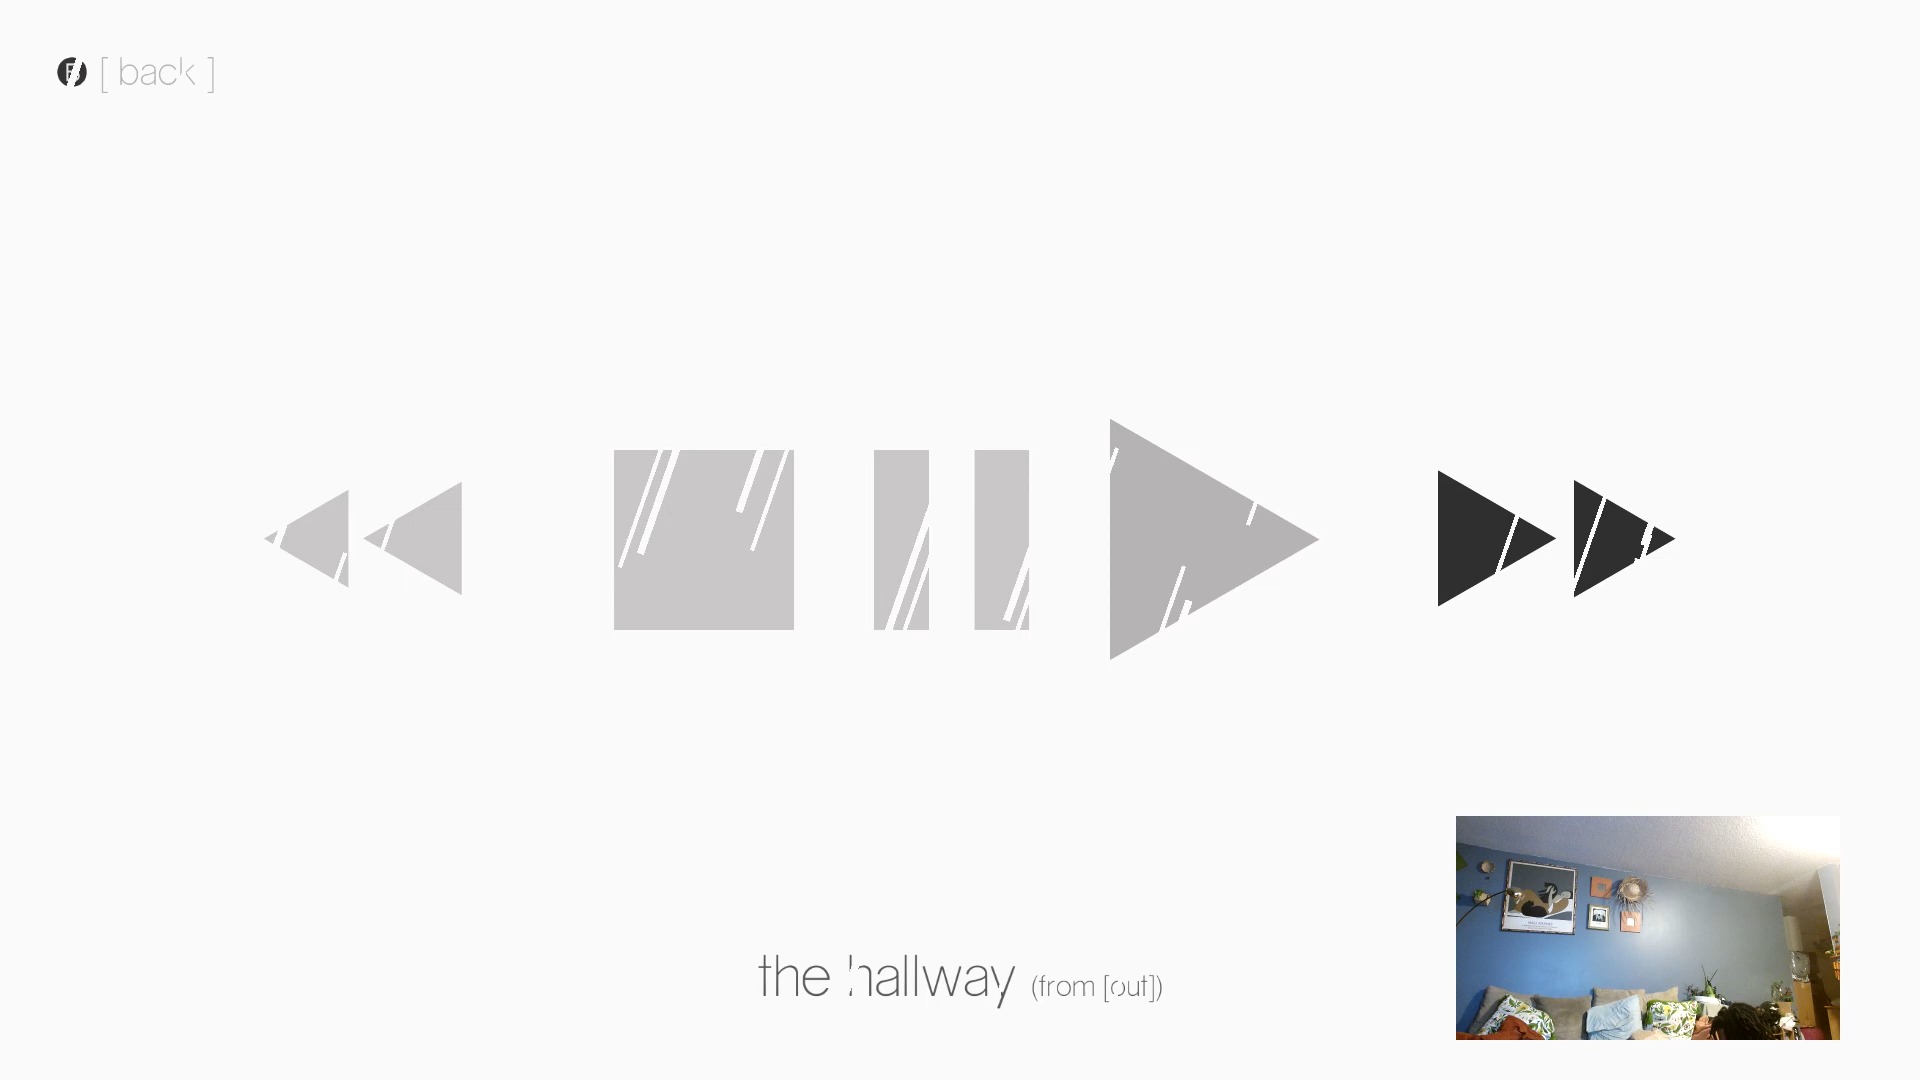 B [ back ]
the hallway (from [out])